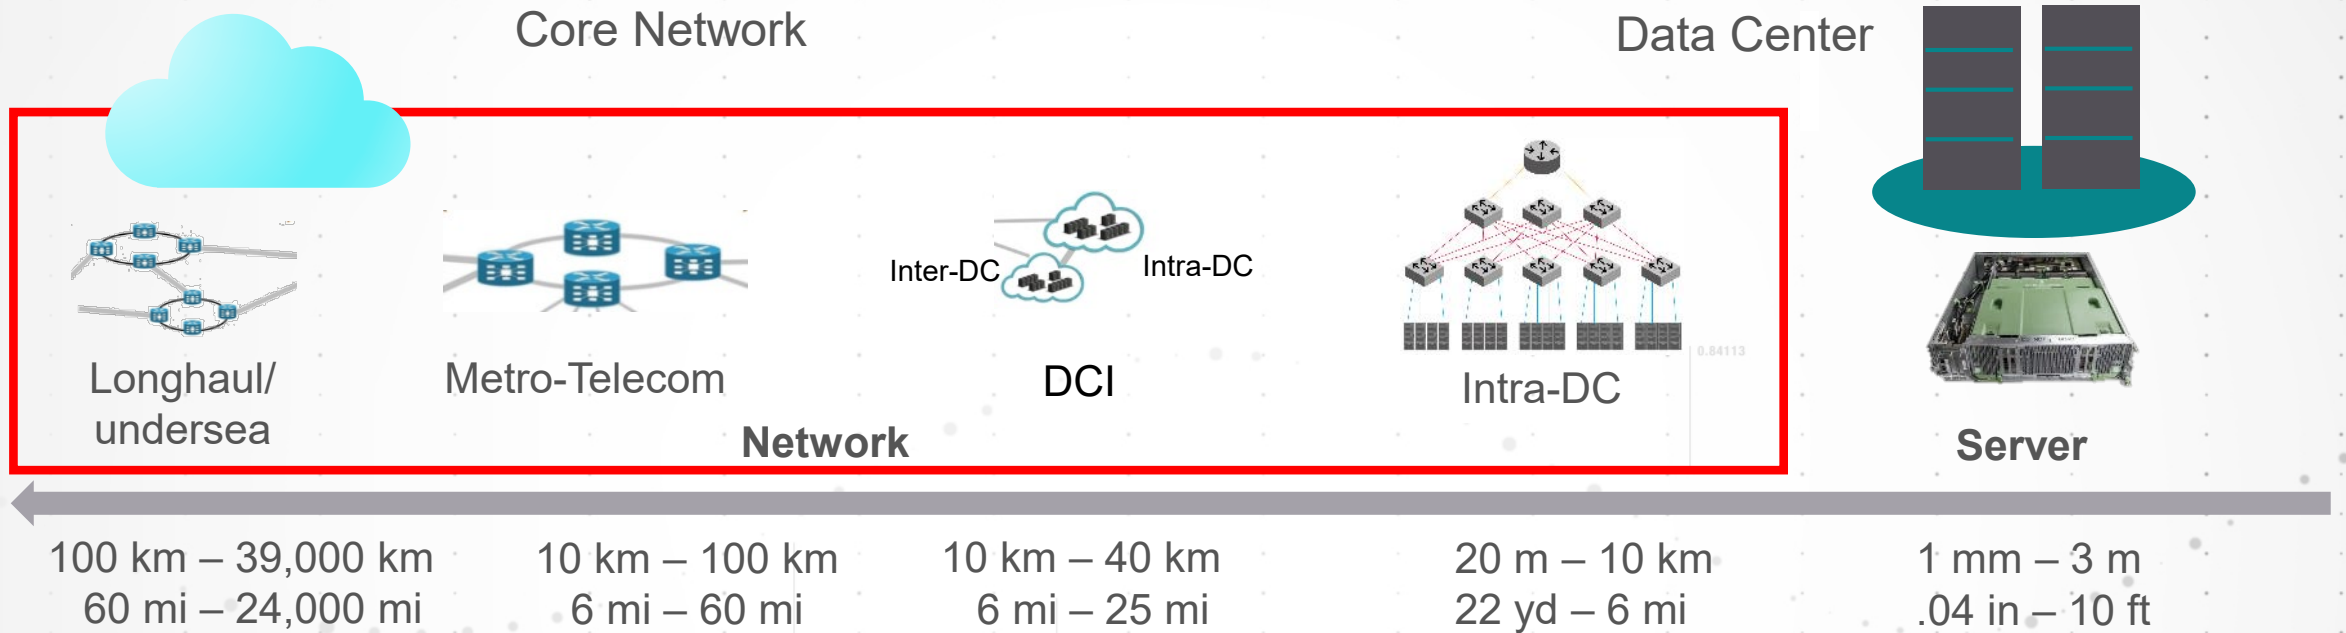 Core Network
Data Center
Inter-DC
Intra-DC
0.84113
Longhaul/
undersea
Metro-Telecom
DCI
Intra-DC
Network
Server
100 km – 39,000 km
60 mi – 24,000 mi
10 km – 100 km
6 mi – 60 mi
10 km – 40 km
6 mi – 25 mi
20 m – 10 km
22 yd – 6 mi
1 mm – 3 m
.04 in – 10 ft